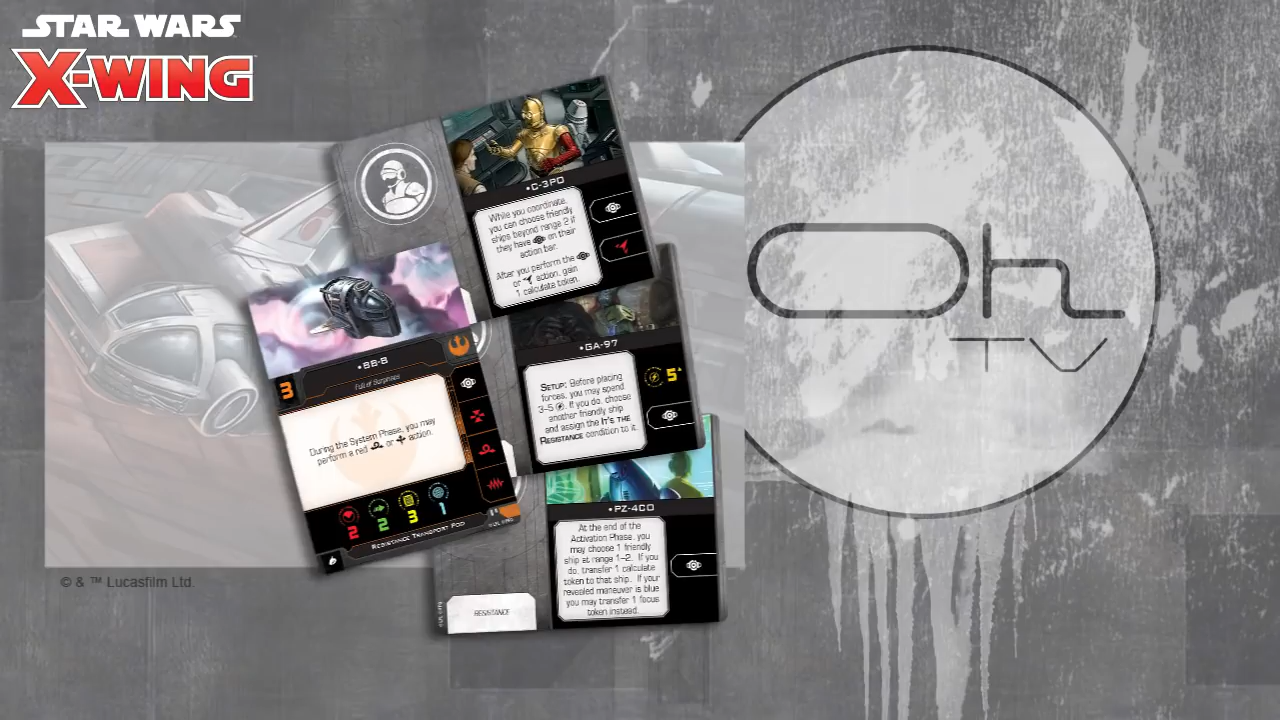 STAR WARS
X-WING
•C-3PO
While you coordinate,
you can choose friendly
ships beyond range 2 if
they have on their
action bar.
After you perform the
or action, gain
1 calculate token.
•BB-8
3
Full of Surprises
During the System Phase, you may
perform a red or action.
2
2
3
1
RESISTANCE TRANSPORT POD
•GA-97
SETUP: Before placing
forces, you may spend
3–5 . If you do, choose
another friendly ship
and assign the IT'S THE
RESISTANCE condition to it.
5
•PZ-4CO
At the end of the
Activation Phase, you
may choose 1 friendly
ship at range 1–2. If you
do, transfer 1 calculate
token to that ship. If your
revealed maneuver is blue
you may transfer 1 focus
token instead.
RESISTANCE
© & ™ Lucasfilm Ltd.
Oh
TV